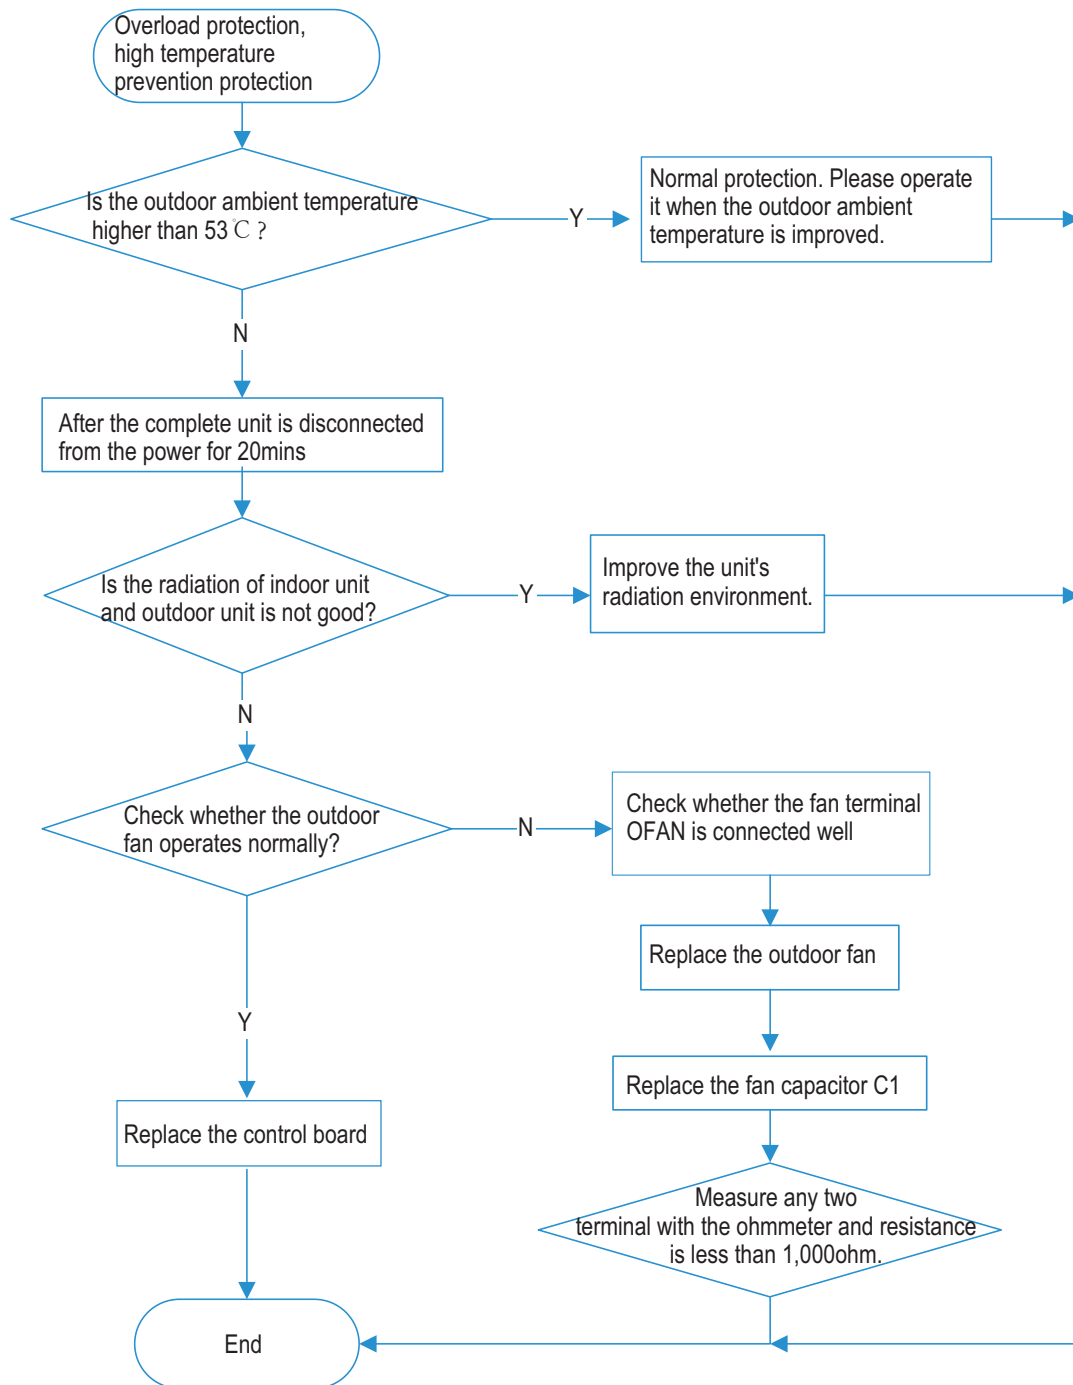 Overload protection,
high temperature
prevention protection
Is the outdoor ambient temperature
higher than 53℃ ?
Y
Normal protection. Please operate
it when the outdoor ambient
temperature is improved.
N
After the complete unit is disconnected
from the power for 20mins
Is the radiation of indoor unit
and outdoor unit is not good?
Y
Improve the unit's
radiation environment.
N
Check whether the outdoor
fan operates normally?
N
Check whether the fan terminal
OFAN is connected well
Replace the outdoor fan
Y
Replace the fan capacitor C1
Replace the control board
Measure any two
terminal with the ohmmeter and resistance
is less than 1,000ohm.
End